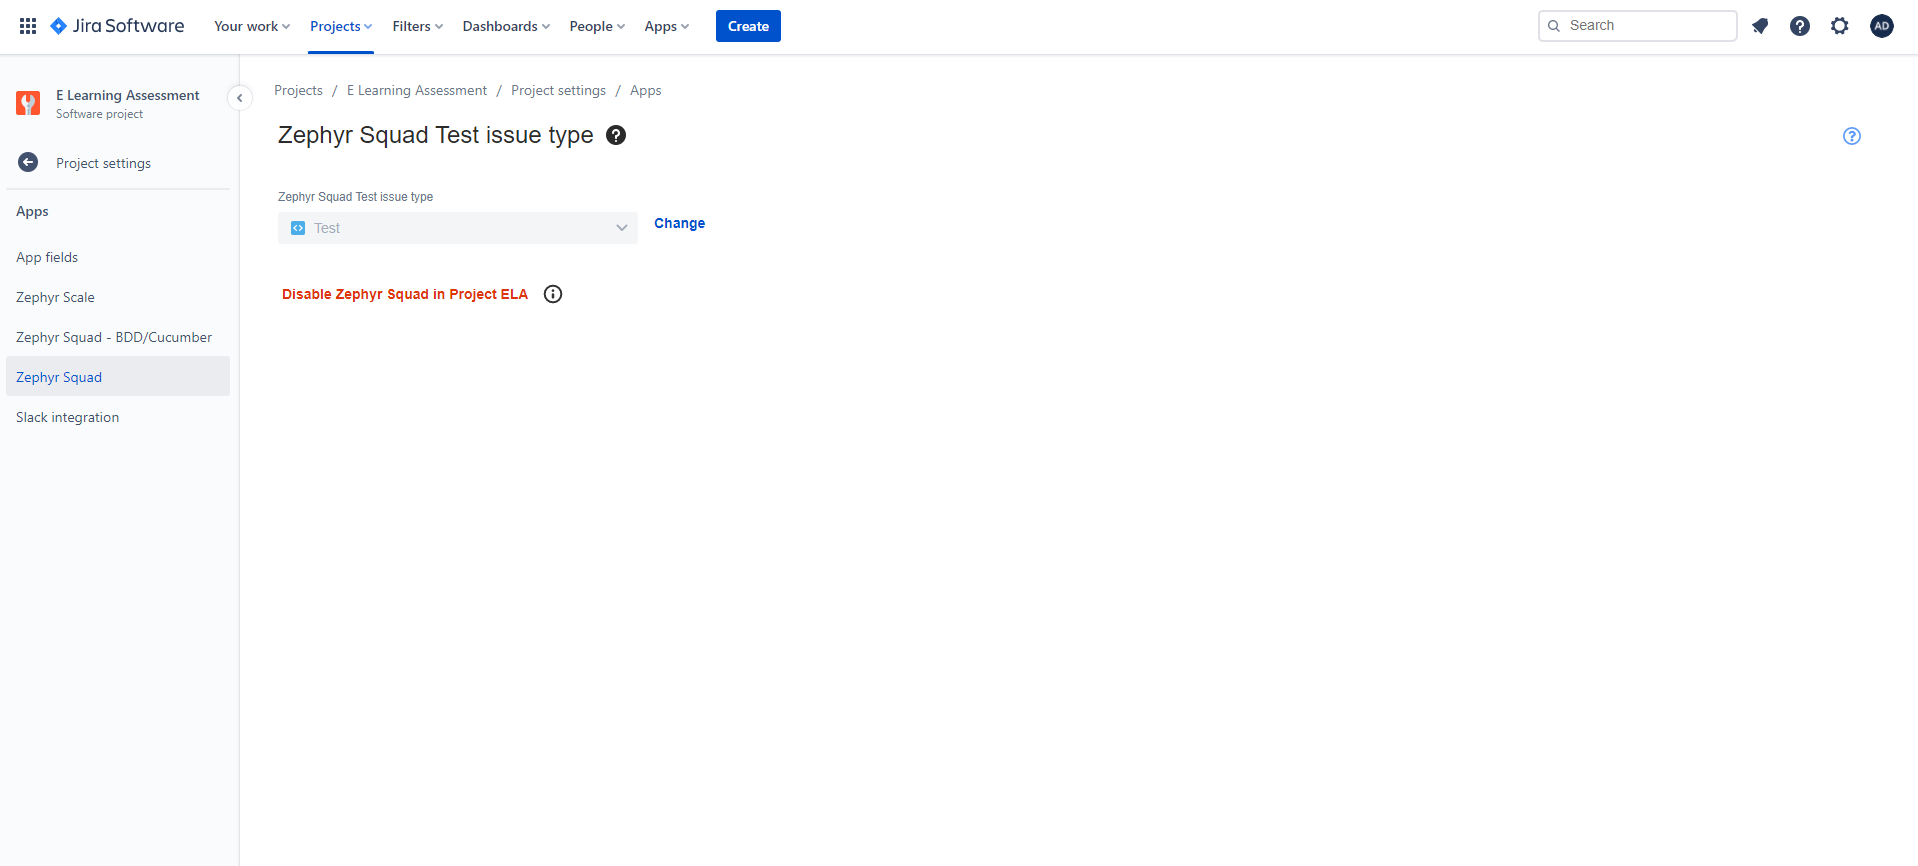 Jira Software Your work Projects Filters Dashboards People Apps Create Search AD
E Learning Assessment
Software project
Project settings
Apps
App fields
Zephyr Scale
Zephyr Squad - BDD/Cucumber
Zephyr Squad
Slack integration
Projects / E Learning Assessment / Project settings / Apps
Zephyr Squad Test issue type
Zephyr Squad Test issue type
Test Change
Disable Zephyr Squad in Project ELA